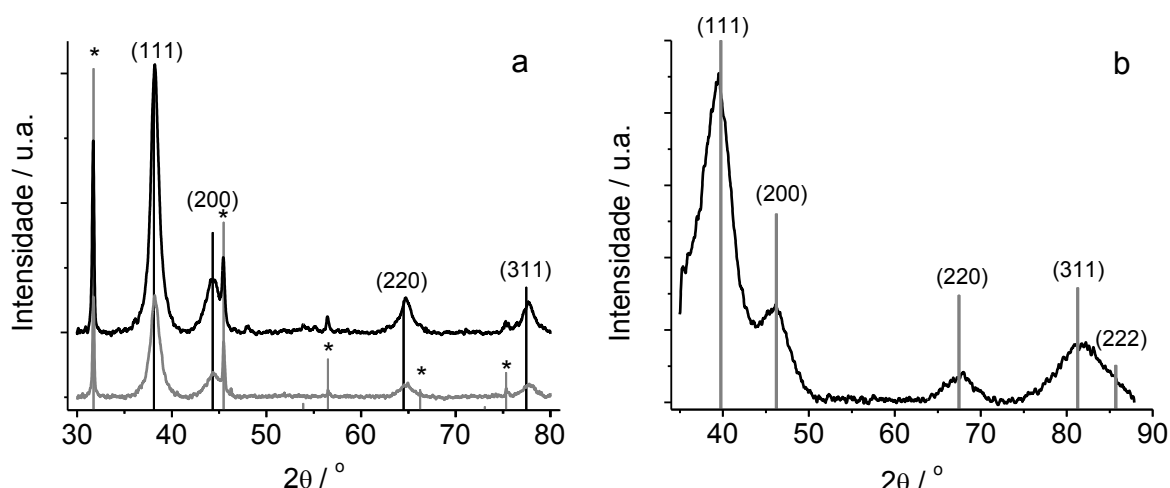 a
*
(111)
(200)
*
(220)
(311)
*
*
*
Intensidade / u.a.
30 40 50 60 70 80
2θ / °
b
(111)
(200)
(220)
(311)
(222)
Intensidade / u.a.
40 50 60 70 80 90
2θ / °